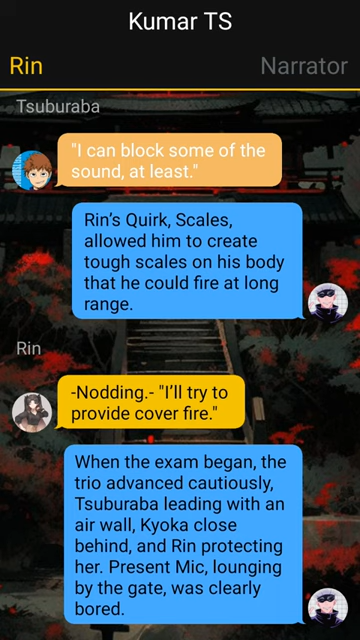 Kumar TS
Rin
Narrator
Tsuburaba
"I can block some of the
sound, at least."
Rin’s Quirk, Scales,
allowed him to create
tough scales on his body
that he could fire at long
range.
Rin
-Nodding.- "I’ll try to
provide cover fire."
When the exam began, the
trio advanced cautiously,
Tsuburaba leading with an
air wall, Kyoka close
behind, and Rin protecting
her. Present Mic, lounging
by the gate, was clearly
bored.